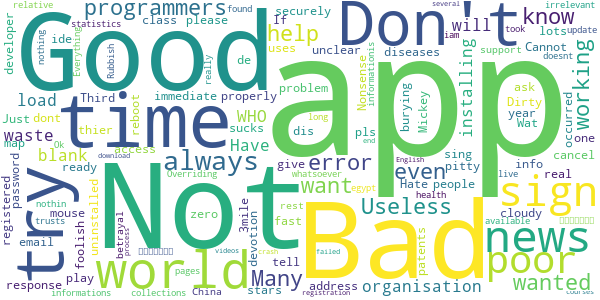 relative
several
programmers
Don't
found
irrelevant
statistics
class
please
securely
know
took
iam
update
developer
nothing
Everything
ide
Good
Rubbish
If
help
uses
will
lots
Cannot
really
de
unclear
diseases
support
doesnt
load
time
Third
immediate
properly
problem
app
Nonsense
informationis
installing
working
ask
Dirty
Just
dont
Ok
reboot
WHO
sucks
long
burying
Mickey
year
occurred
waste
map
thier
access
Have
dis
pls
end
Wat
one
ready
always
give
error
even
sing
pitty
info
cancel
registered
password
try
blank
download
Overriding
whatsoever
English
live
real
mouse
uninstalled
Not
zero
rest
want
Hate
people
egypt
health
sign
nothin
trusts
foolish
betrayal
process
3mile
devotion
fast
Bad
Useless
available
email
videos
crash
tell
patents
cloudy
news
response
play
world
pages
Many
address
organisation
poor
wanted
informations
collections
China
stars
failed
registration
courses